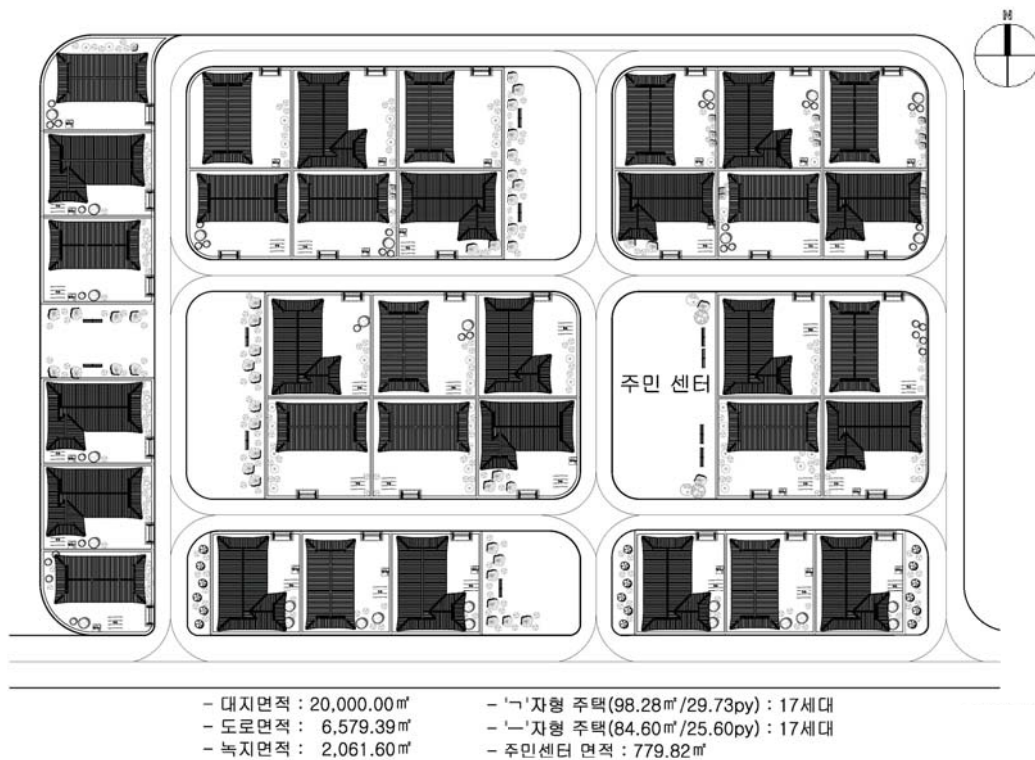 N
주민 센터
- 대지면적 : 20,000.00㎡
- 도로면적 : 6,579.39㎡
- 녹지면적 : 2,061.60㎡
- 'ㄱ'자형 주택(98.28㎡/29.73py) : 17세대
- 'ㅡ'자형 주택(84.60㎡/25.60py) : 17세대
- 주민센터 면적 : 779.82㎡